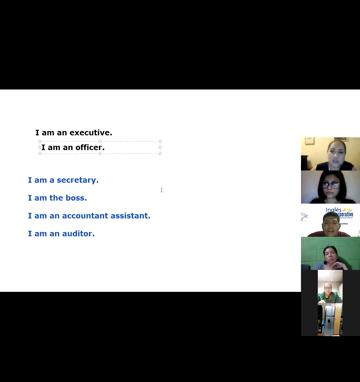 I am an executive.
I am an officer.
I am a secretary.
I am the boss.
I am an accountant assistant.
I am an auditor.
Inglés
corporativo